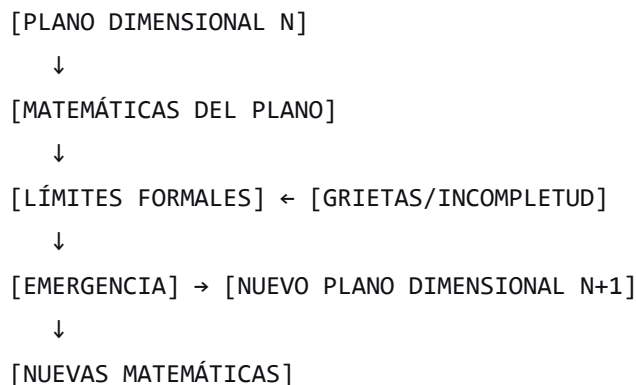 [PLANO DIMENSIONAL N]
↓
[MATEMÁTICAS DEL PLANO]
↓
[LÍMITES FORMALES] ← [GRIETAS/INCOMPLETUD]
↓
[EMERGENCIA] → [NUEVO PLANO DIMENSIONAL N+1]
↓
[NUEVAS MATEMÁTICAS]